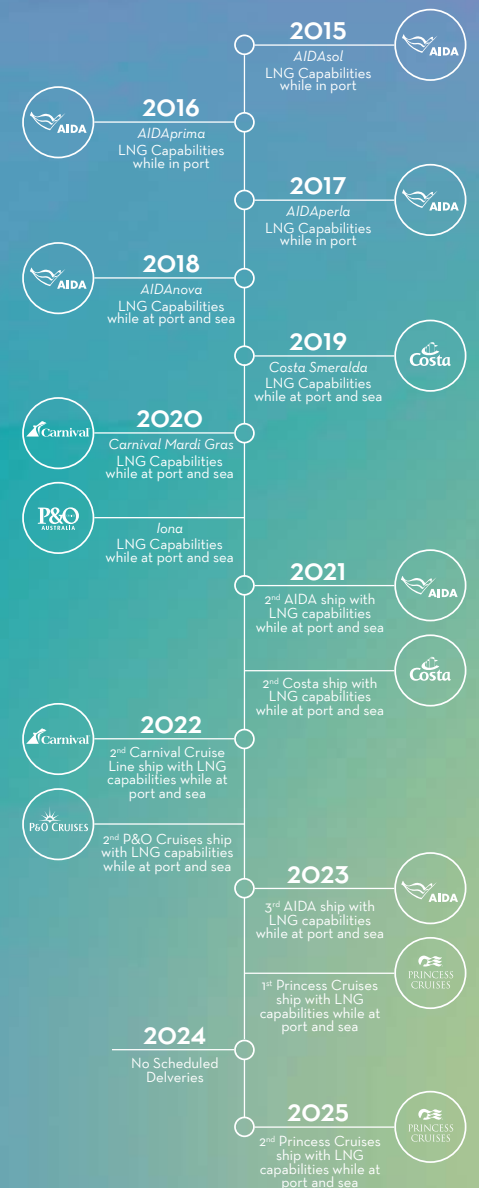 2015
AIDAsol
LNG Capabilities
while in port
AIDA
2016
AIDAprima
LNG Capabilities
while in port
AIDA
2017
AIDAperla
LNG Capabilities
while in port
AIDA
2018
AIDAnova
LNG Capabilities
while at port and sea
AIDA
2019
Costa Smeralda
LNG Capabilities
while at port and sea
Costa
2020
Carnival Mardi Gras
LNG Capabilities
while at port and sea
Carnival
P&O
AUSTRALIA
Iona
LNG Capabilities
while at port and sea
2021
2nd AIDA ship with
LNG capabilities
while at port and sea
AIDA
2nd Costa ship with
LNG capabilities
while at port and sea
Costa
2022
2nd Carnival Cruise
Line ship with LNG
capabilities while at
port and sea
Carnival
P&O CRUISES
2nd P&O Cruises ship
with LNG capabilities
while at port and sea
2023
3rd AIDA ship with
LNG capabilities
while at port and sea
AIDA
1st Princess Cruises
ship with LNG
capabilities while at
port and sea
PRINCESS
CRUISES
2024
No Scheduled
Delveries
2025
2nd Princess Cruises
ship with LNG
capabilities while at
port and sea
PRINCESS
CRUISES